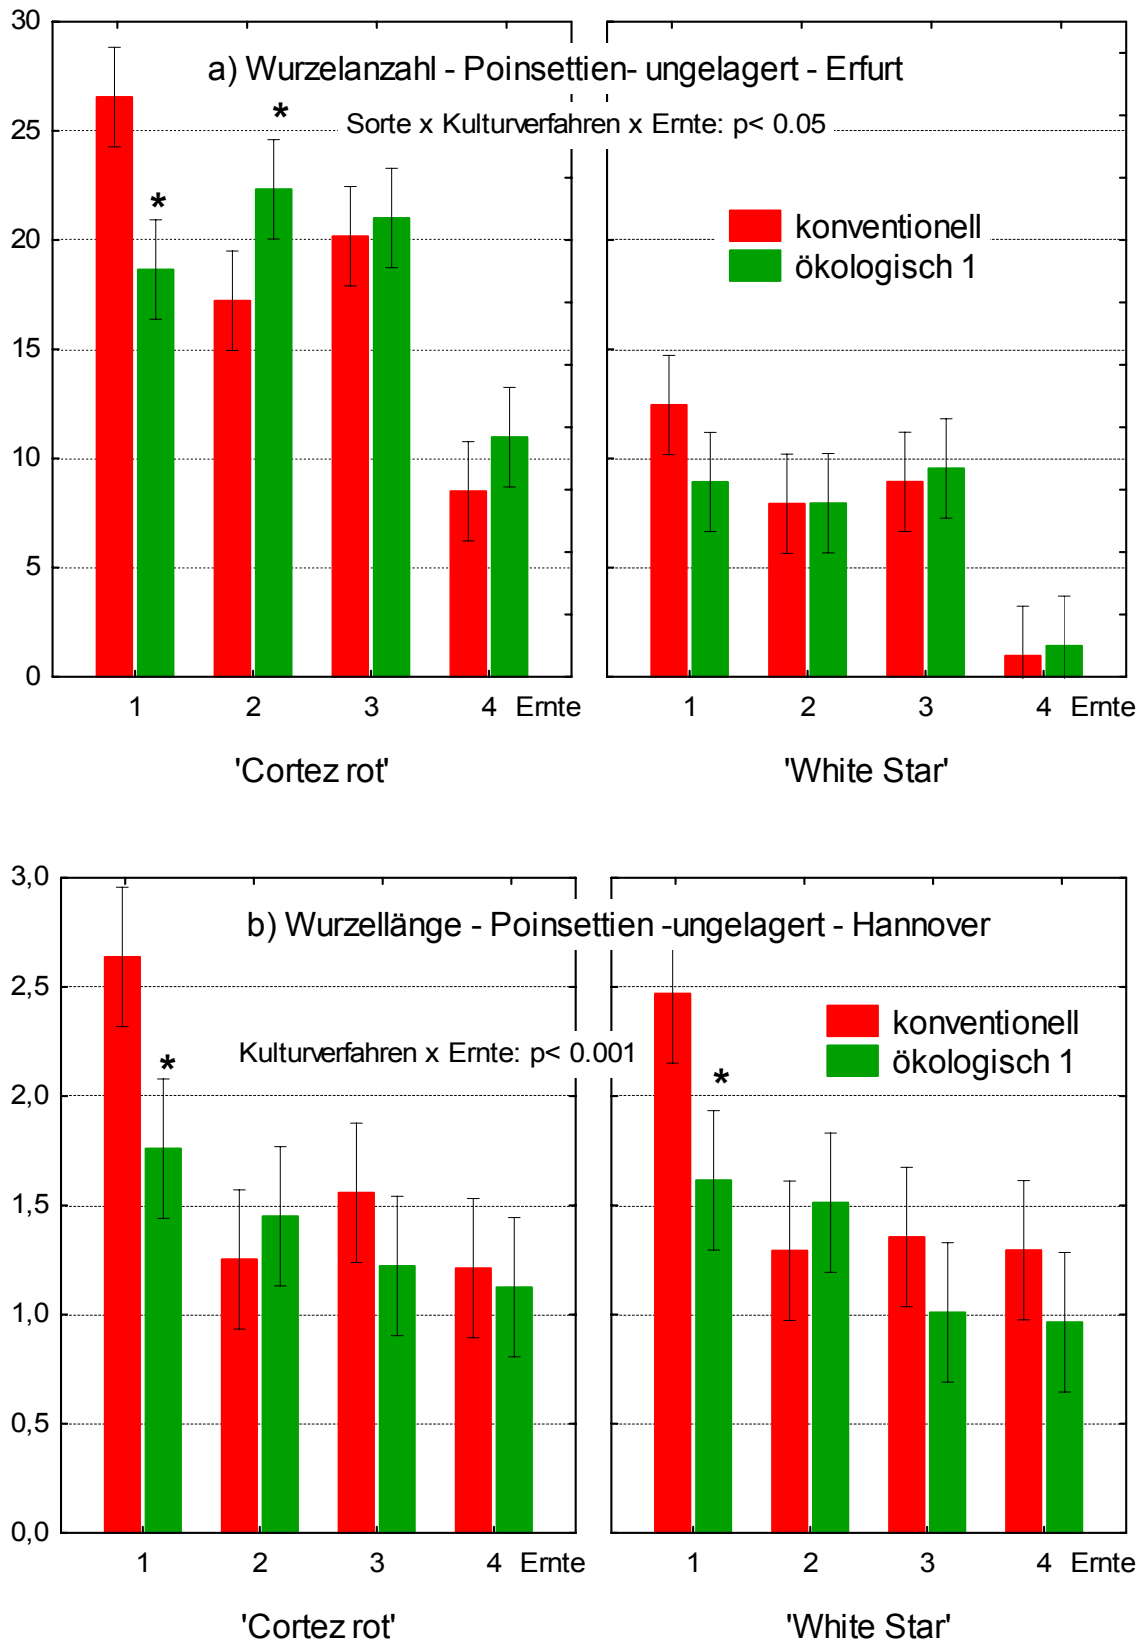 30
a) Wurzelanzahl - Poinsettien- ungelagert - Erfurt
* Sorte x Kulturverfahren x Ernte: p< 0.05
25
*
20
konventionell
ökologisch 1
15
10
5
0
1 2 3 4 Ernte 1 2 3 4 Ernte
'Cortez rot' 'White Star'
3,0
b) Wurzellänge - Poinsettien -ungelagert - Hannover
2,5
konventionell
* Kulturverfahren x Ernte: p< 0.001 * ökologisch 1
2,0
1,5
1,0
0,5
0,0
1 2 3 4 Ernte 1 2 3 4 Ernte
'Cortez rot' 'White Star'